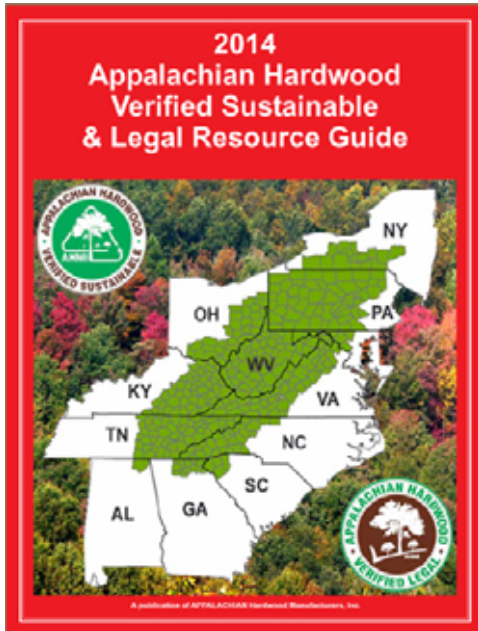 2014
Appalachian Hardwood
Verified Sustainable
& Legal Resource Guide
APPALACHIAN HARDWOOD
AHMI
VERIFIED SUSTAINABLE
NY
OH
PA
WV
KY
VA
TN
NC
SC
AL
GA
APPALACHIAN HARDWOOD
VERIFIED LEGAL
A publication of APPALACHIAN Hardwood Manufacturers, Inc.